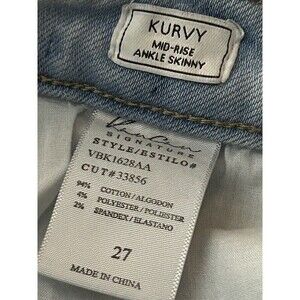 KURVY
MID-RISE
ANKLE SKINNY
KanCan
SIGNATURE
STYLE/ESTILO#
VBK1628AA
CUT#33856
94% COTTON/ALGODON
4% POLYESTER/POLIESTER
2% SPANDEX/ELASTANO
27
MADE IN CHINA